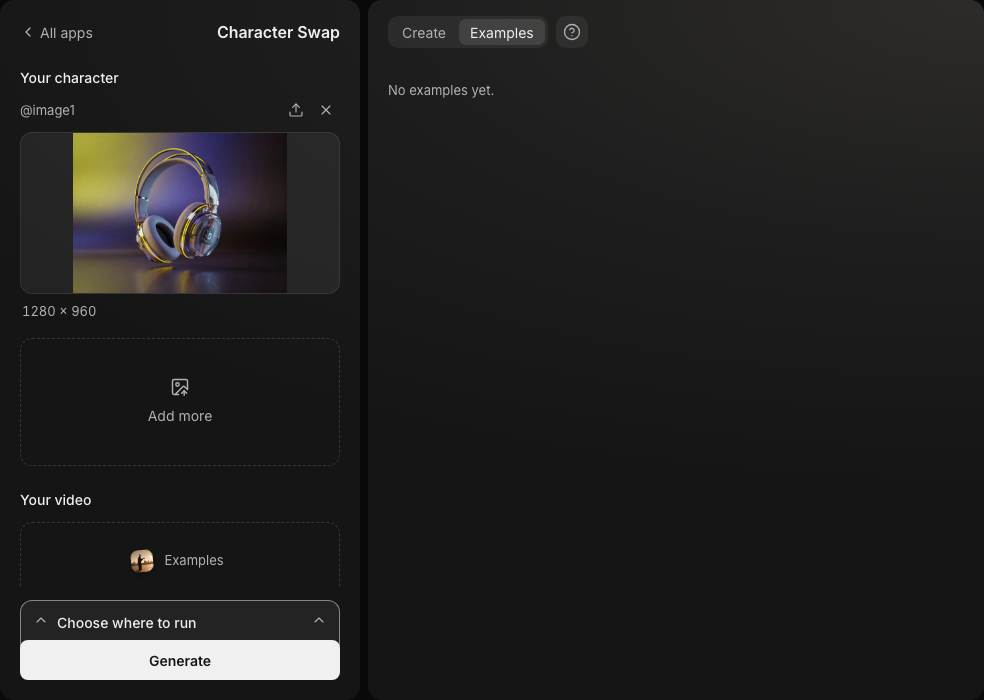 All apps
Character Swap
Your character
@image1
1280 × 960
Add more
Your video
Examples
Choose where to run
Generate
Create
Examples
No examples yet.